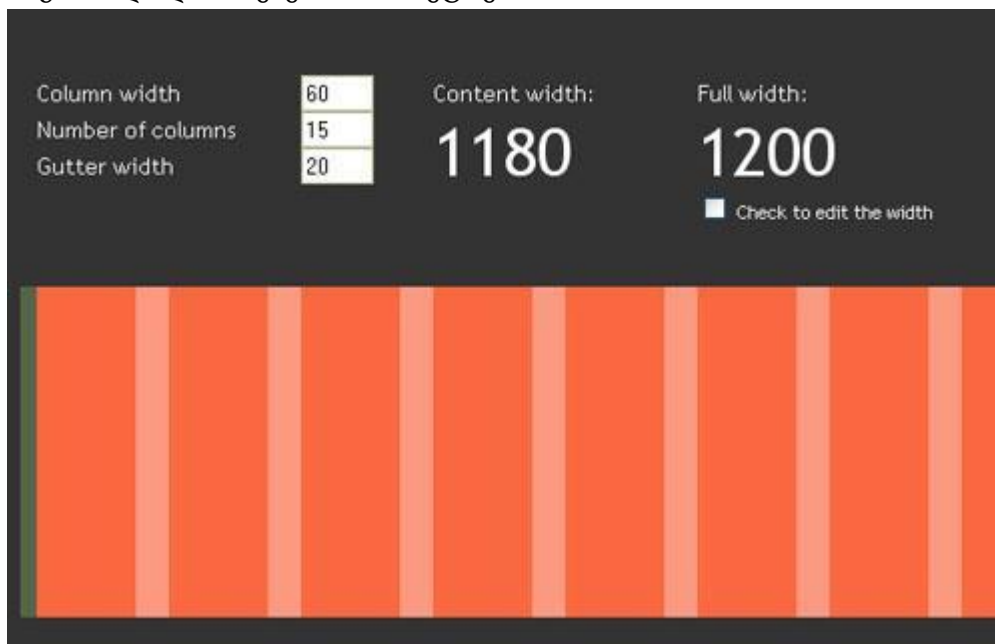 Column width 60
Number of columns 15
Gutter width 20
Content width:
1180
Full width:
1200
Check to edit the width